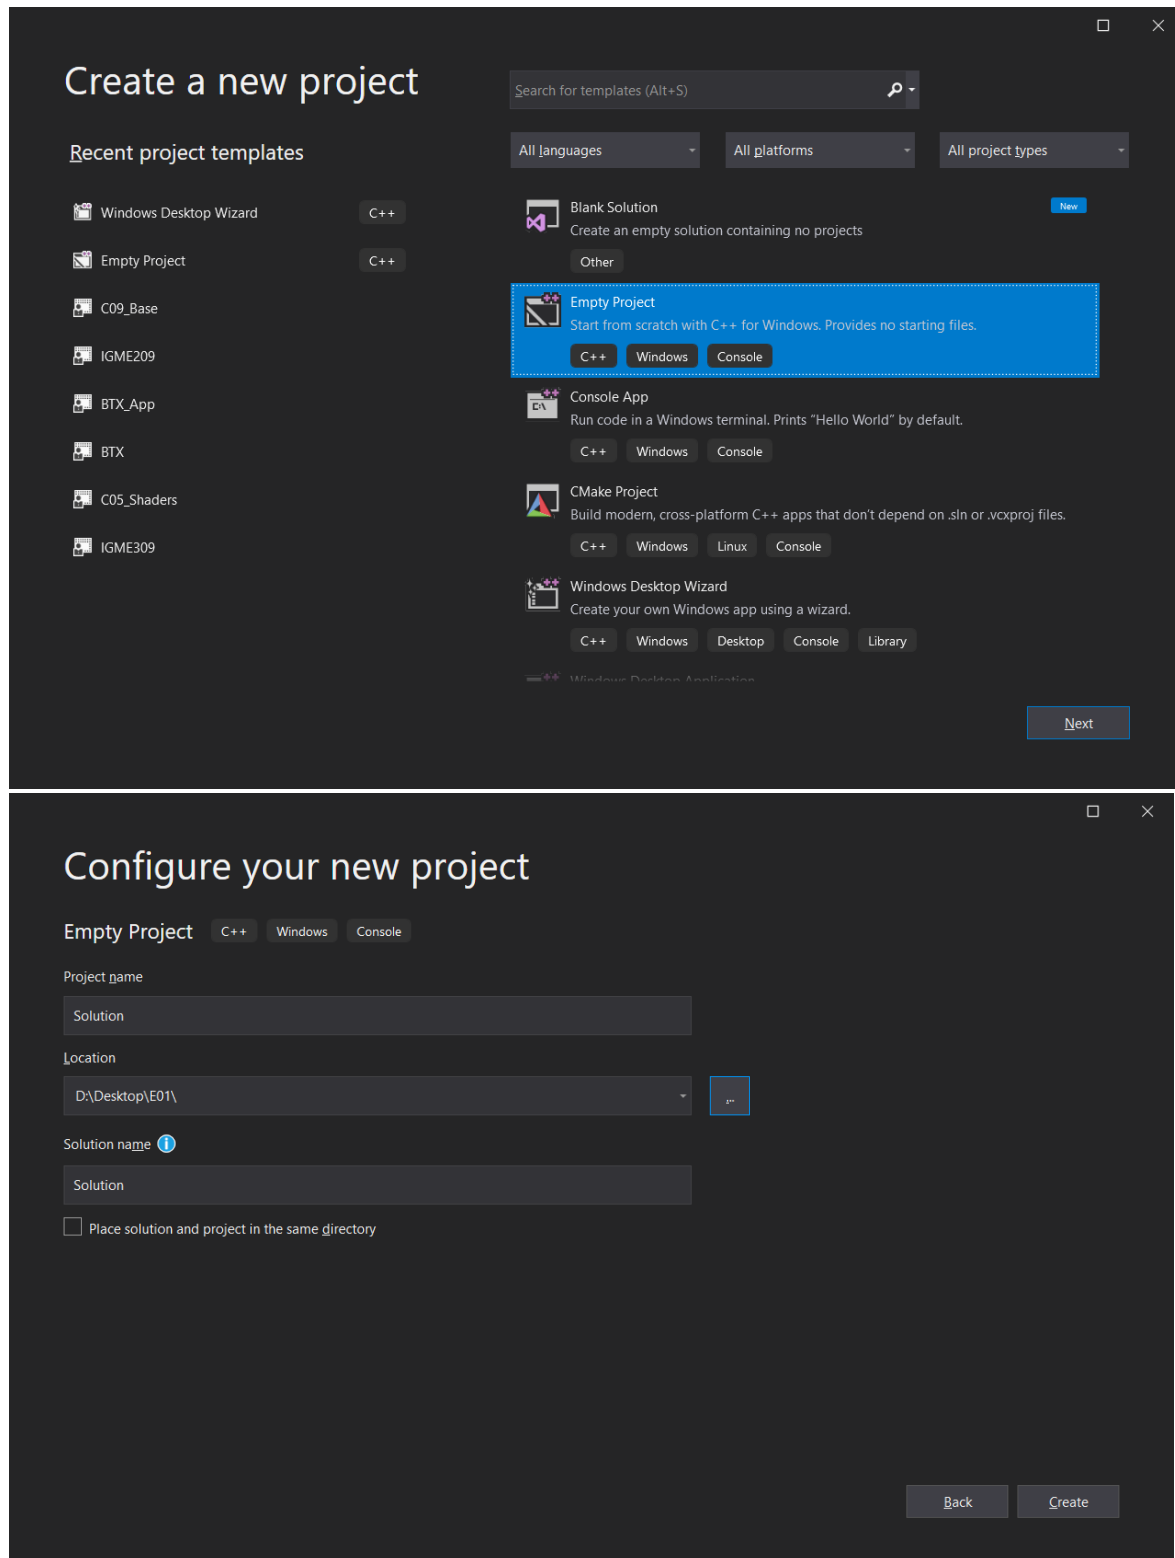 Create a new project
Search for templates (Alt+S)
Recent project templates
All languages
All platforms
All project types
Windows Desktop Wizard
C++
Empty Project
C++
C09_Base
IGME209
BTX_App
BTX
C05_Shaders
IGME309
Blank Solution
New
Create an empty solution containing no projects
Other
Empty Project
Start from scratch with C++ for Windows. Provides no starting files.
C++ Windows Console
Console App
Run code in a Windows terminal. Prints "Hello World" by default.
C++ Windows Console
CMake Project
Build modern, cross-platform C++ apps that don't depend on .sln or .vcxproj files.
C++ Windows Linux Console
Windows Desktop Wizard
Create your own Windows app using a wizard.
C++ Windows Desktop Console Library
Windows Desktop Application
Next
Configure your new project
Empty Project C++ Windows Console
Project name
Solution
Location
D:\Desktop\E01\
...
Solution name
Solution
Place solution and project in the same directory
Back
Create